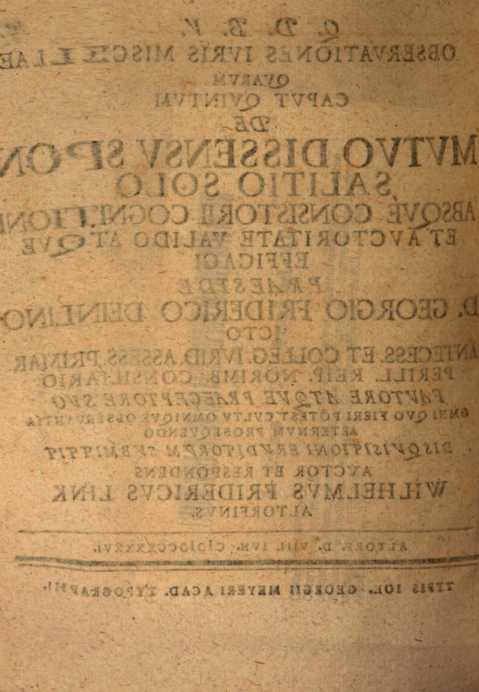 Q. D. B. V.
OBSERVATIONES IVRIS MISCELLAE
QVARVM
CAPVT QVINTVM
DE
MVTVO DISSENSV SPON
SALITIO SOLO
ABSQVE CONSISTORII COGNITIONE
ET AVCTORITATE VALIDO ATQVE
EFFICACI
PRAESIDE
D. GEORGIO FRIDERICO DEINLINO
ICTO
ANTECESS. ET COLLEG. IVRID. ASSESS. PRIMAR.
PERILL. REIP. NORIMB. CONSILIARIO
FAVTORE ATQVE PRAECEPTORE SVO
OMNI QVO FIERI POTEST CVLTV OMNIQVE OBSERVANTIA
AETERNVM PROSEQVENDO
DISQVISITIONI ERVDITORVM SVBMITTIT
AVCTOR ET RESPONDENS
WILHELMVS FRIDERICVS LINK
ALTORFINVS.
ALTORF. D. VIII. IVN.
TYPIS IOH. GEORGII MEYERI ACAD. TYPOGRAPHI.